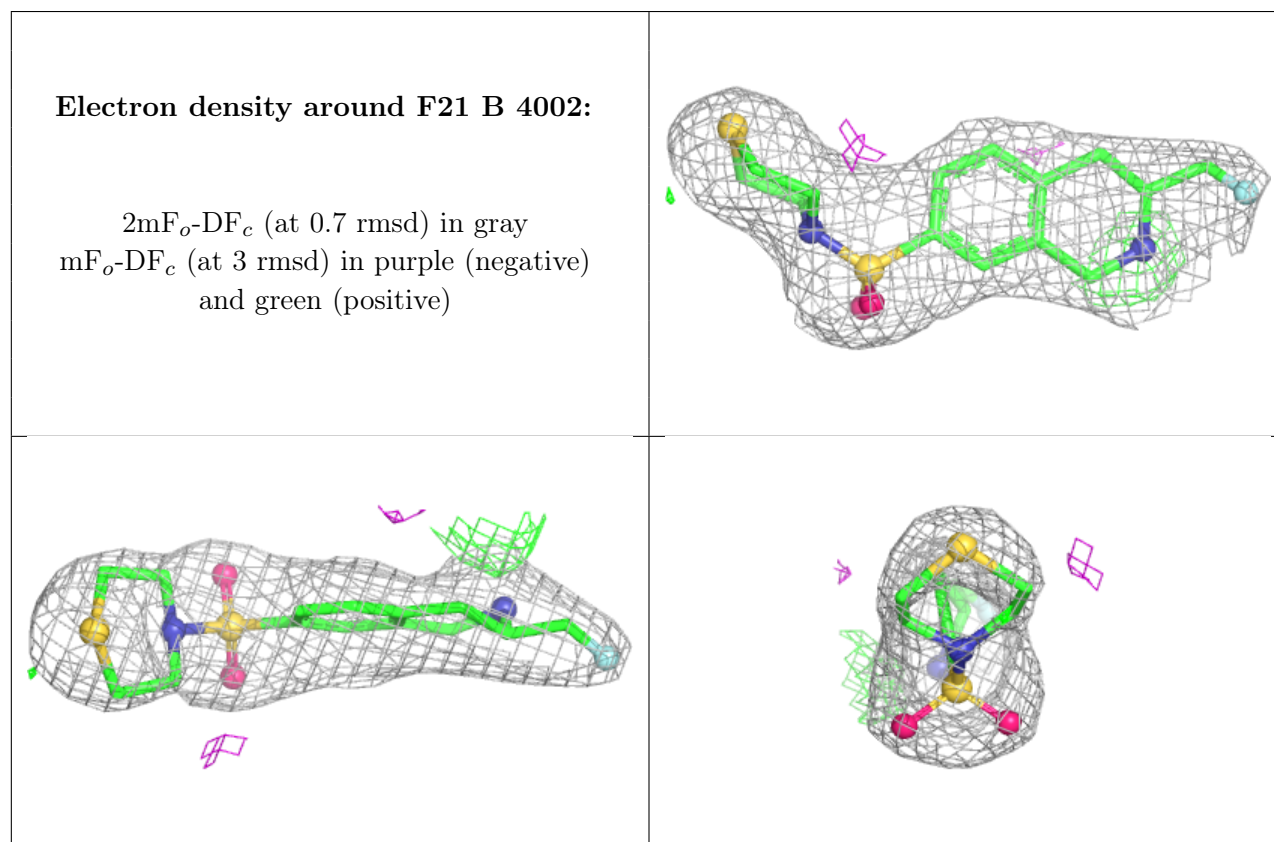 Electron density around F21 B 4002:
2mFo-DFc (at 0.7 rmsd) in gray
mFo-DFc (at 3 rmsd) in purple (negative)
and green (positive)